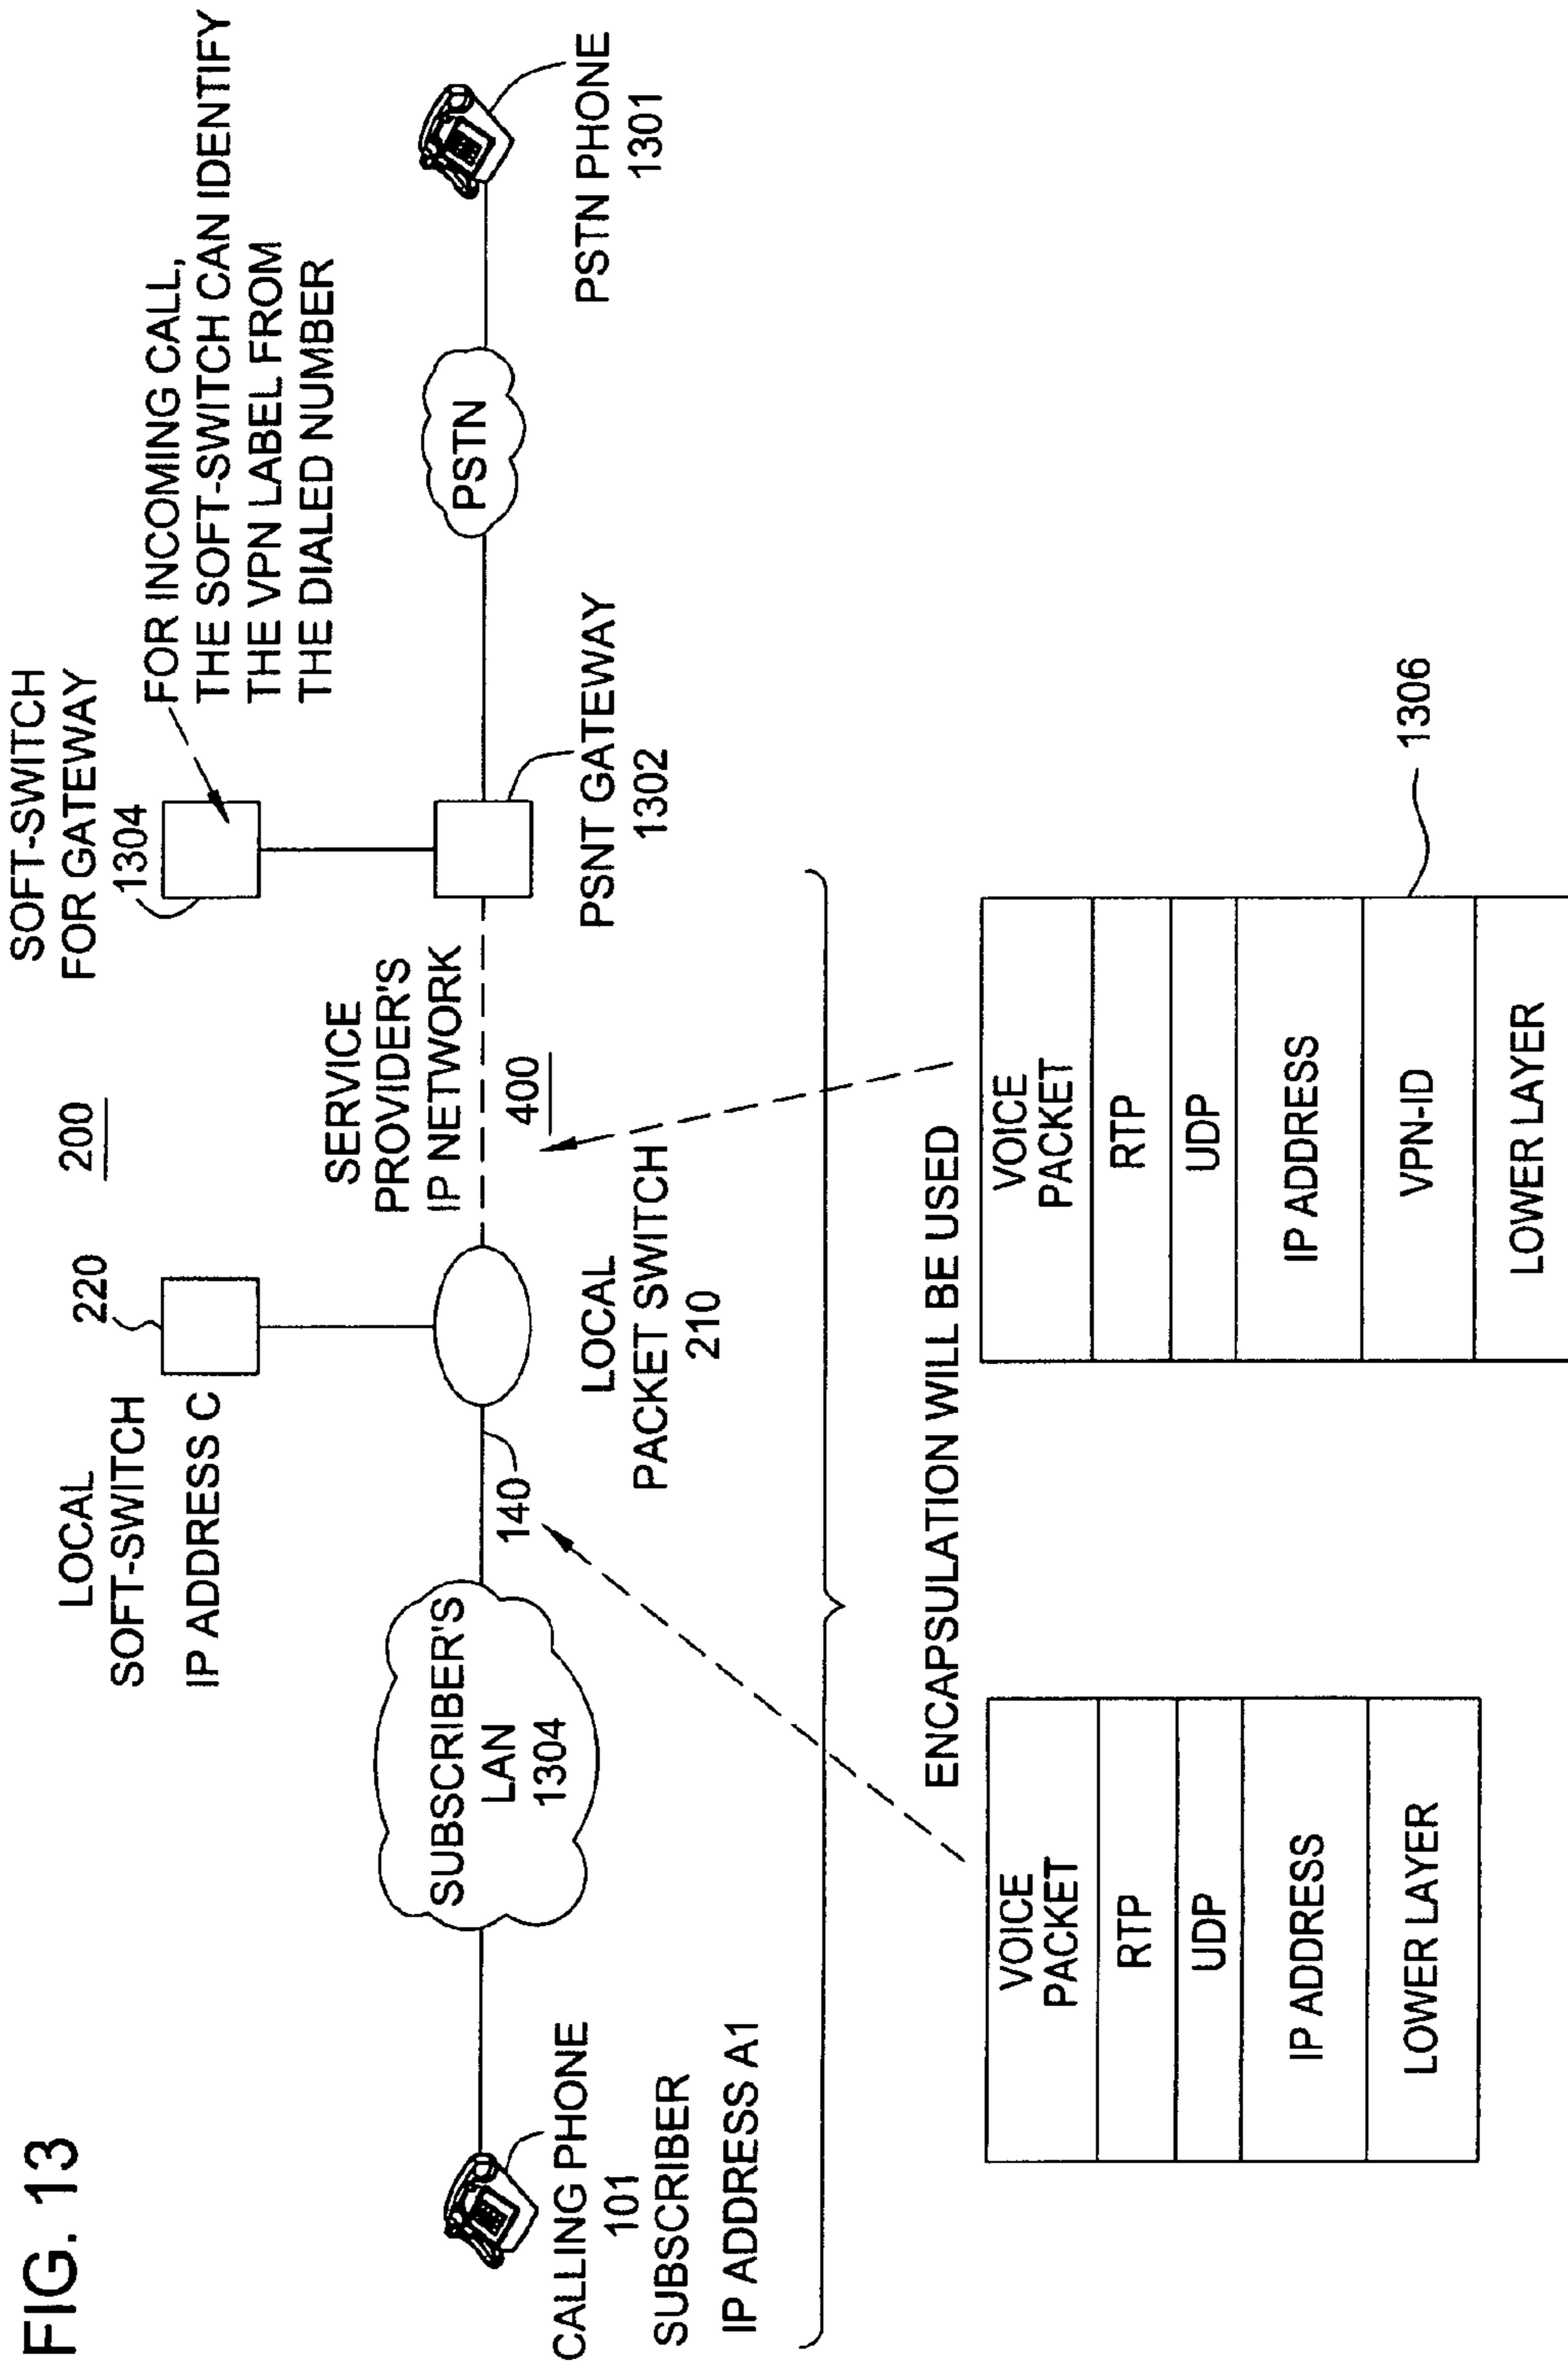 FIG. 13
200
LOCAL
SOFT-SWITCH
220
IP ADDRESS C
SOFT-SWITCH
FOR GATEWAY
1304
FOR INCOMING CALL,
THE SOFT-SWITCH CAN IDENTIFY
THE VPN LABEL FROM
THE DIALED NUMBER
SUBSCRIBER'S
LAN
1304
SERVICE
PROVIDER'S
IP NETWORK
400
PSTN
140
CALLING PHONE
101
SUBSCRIBER
IP ADDRESS A1
LOCAL
PACKET SWITCH
210
PSNT GATEWAY
1302
PSTN PHONE
1301
ENCAPSULATION WILL BE USED
VOICE
PACKET
RTP
UDP
IP ADDRESS
LOWER LAYER
VOICE
PACKET
RTP
UDP
IP ADDRESS
VPN-ID
LOWER LAYER
1306